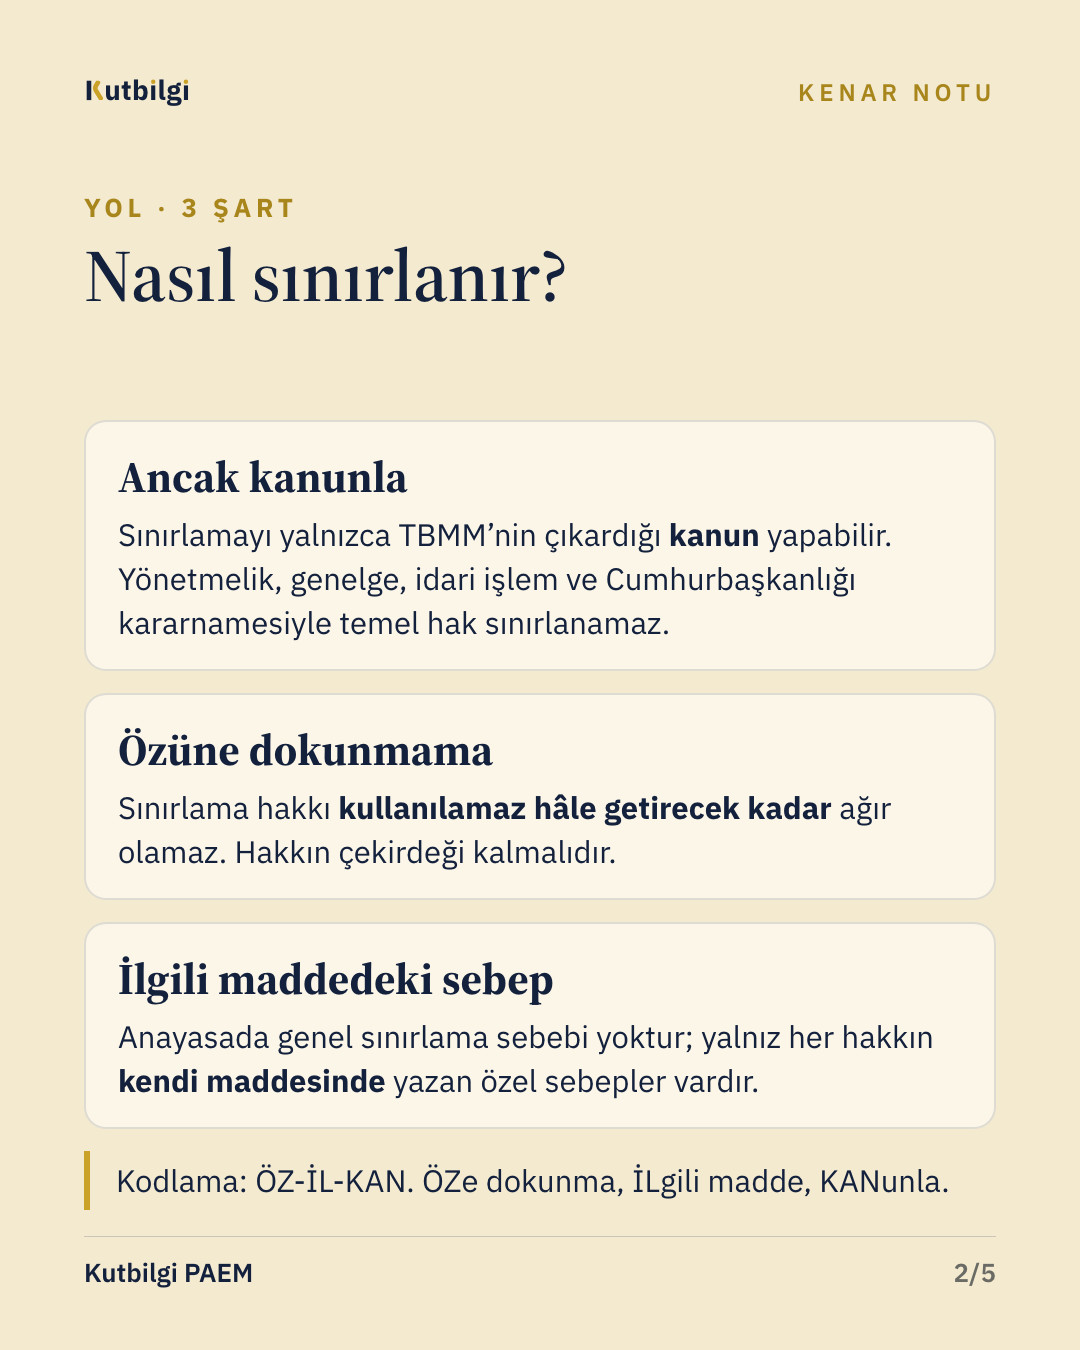 Kutbilgi
KENAR NOTU
YOL · 3 ŞART
Nasıl sınırlanır?
Ancak kanunla
Sınırlamayı yalnızca TBMM’nin çıkardığı kanun yapabilir.
Yönetmelik, genelge, idari işlem ve Cumhurbaşkanlığı
kararnamesiyle temel hak sınırlanamaz.
Özüne dokunmama
Sınırlama hakkı kullanılamaz hâle getirecek kadar ağır
olamaz. Hakkın çekirdeği kalmalıdır.
İlgili maddedeki sebep
Anayasada genel sınırlama sebebi yoktur; yalnız her hakkın
kendi maddesinde yazan özel sebepler vardır.
Kodlama: ÖZ-İL-KAN. ÖZe dokunma, İLgili madde, KANunla.
Kutbilgi PAEM
2/5